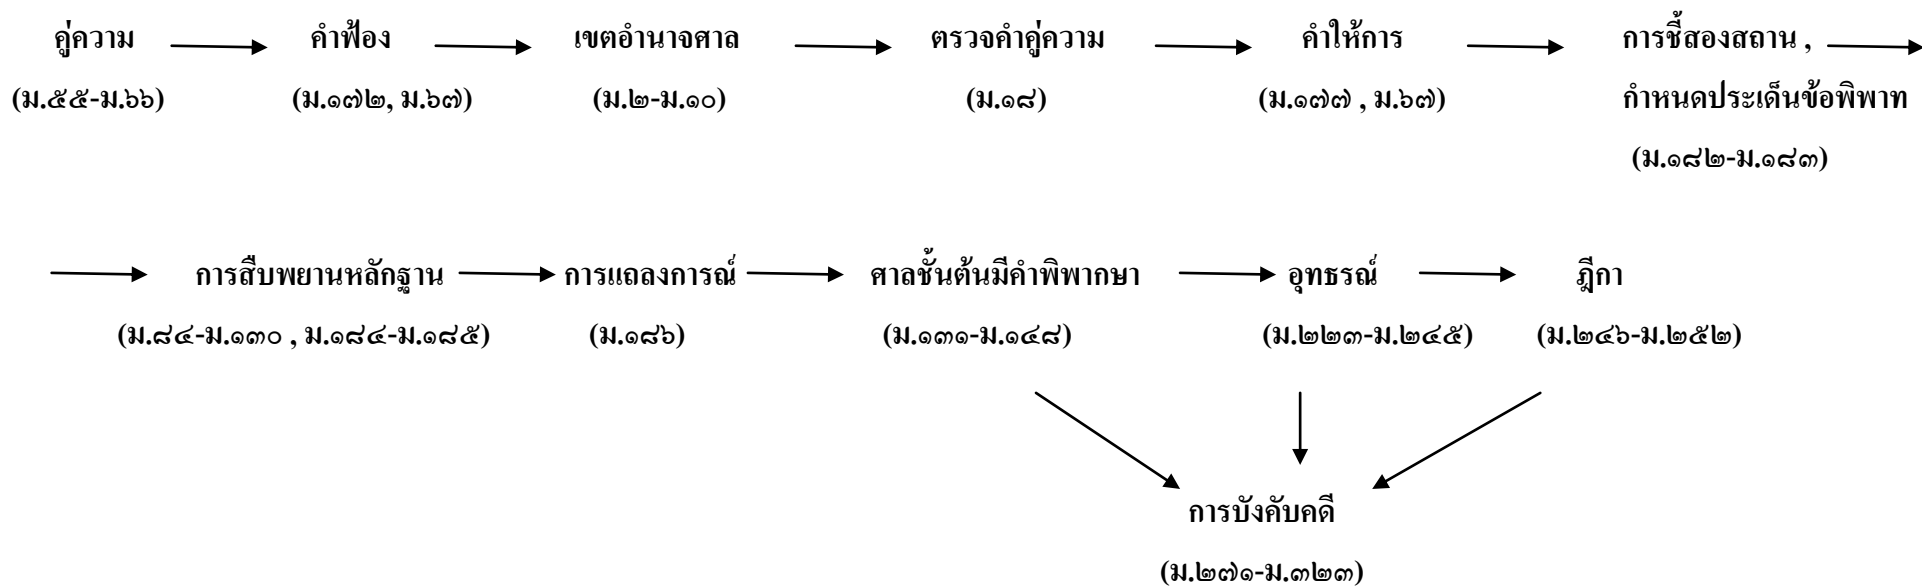 คู่ความ คำฟ้อง เขตอำนาจศาล ตรวจคำคู่ความ คำให้การ การชี้สองสถาน ,
(ม.๕๕-ม.๖๖) (ม.๑๗๒, ม.๖๗) (ม.๒-ม.๑๐) (ม.๑๘) (ม.๑๗๗ , ม.๖๗) กำหนดประเด็นข้อพิพาท
(ม.๑๘๒-ม.๑๘๓)
การสืบพยานหลักฐาน การแถลงการณ์ ศาลชั้นต้นมีคำพิพากษา อุทธรณ์ ฎีกา
(ม.๘๔-ม.๑๓๐ , ม.๑๘๔-ม.๑๘๕) (ม.๑๘๖) (ม.๑๓๑-ม.๑๔๘) (ม.๒๒๓-ม.๒๔๕) (ม.๒๔๖-ม.๒๕๒)
การบังคับคดี
(ม.๒๗๑-ม.๓๒๓)